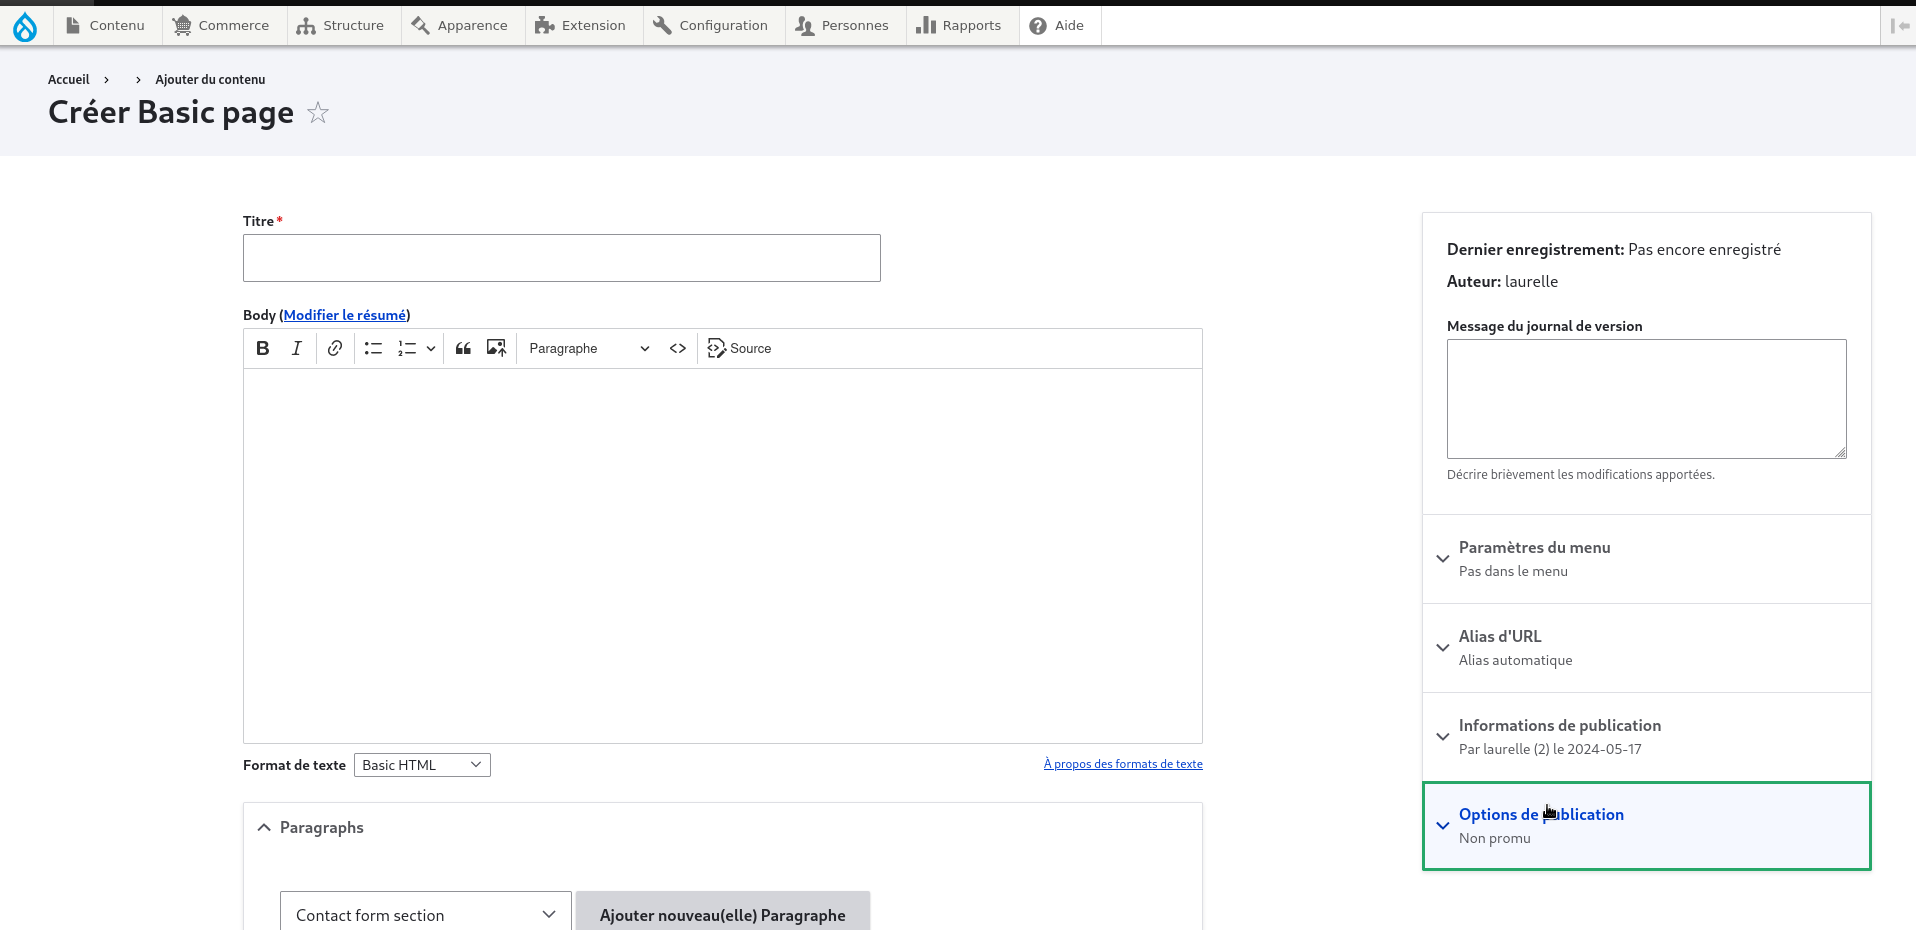 Contenu Commerce Structure Apparence Extension Configuration Personnes Rapports Aide
Accueil › › Ajouter du contenu
Créer Basic page
Titre*
Body (Modifier le résumé)
B I Paragraphe <> Source
Format de texte Basic HTML À propos des formats de texte
Paragraphs
Contact form section Ajouter nouveau(elle) Paragraphe
Dernier enregistrement: Pas encore enregistré
Auteur: laurelle
Message du journal de version
Décrire brièvement les modifications apportées.
Paramètres du menu
Pas dans le menu
Alias d'URL
Alias automatique
Informations de publication
Par laurelle (2) le 2024-05-17
Options de publication
Non promu